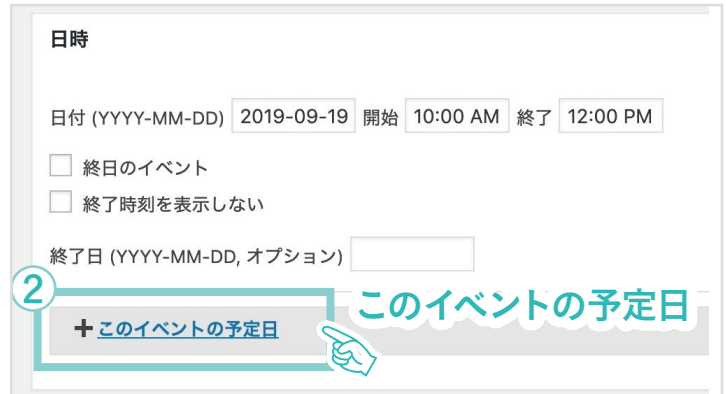 日時
日付 (YYYY-MM-DD) 2019-09-19 開始 10:00 AM 終了 12:00 PM
終日のイベント
終了時刻を表示しない
終了日 (YYYY-MM-DD, オプション)
2
このイベントの予定日
+このイベントの予定日